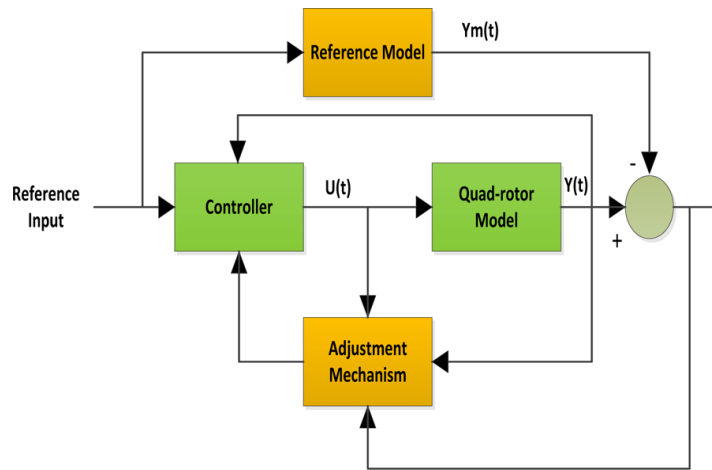 Ym(t)
Reference Model
-
Reference
Input
Controller
U(t)
Quad-rotor
Model
Y(t)
+
Adjustment
Mechanism